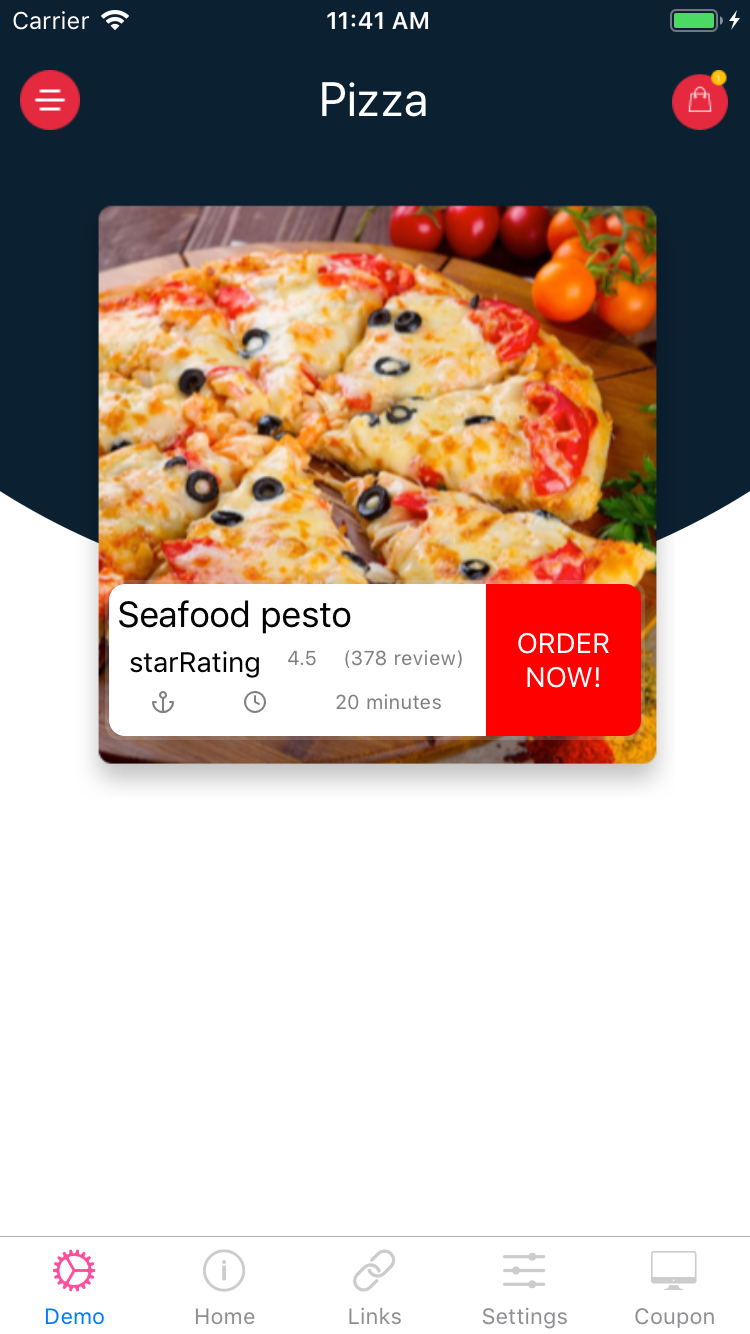 Carrier 11:41 AM
Pizza
1
Seafood pesto
starRating 4.5 (378 review)
20 minutes
ORDER
NOW!
Demo Home Links Settings Coupon